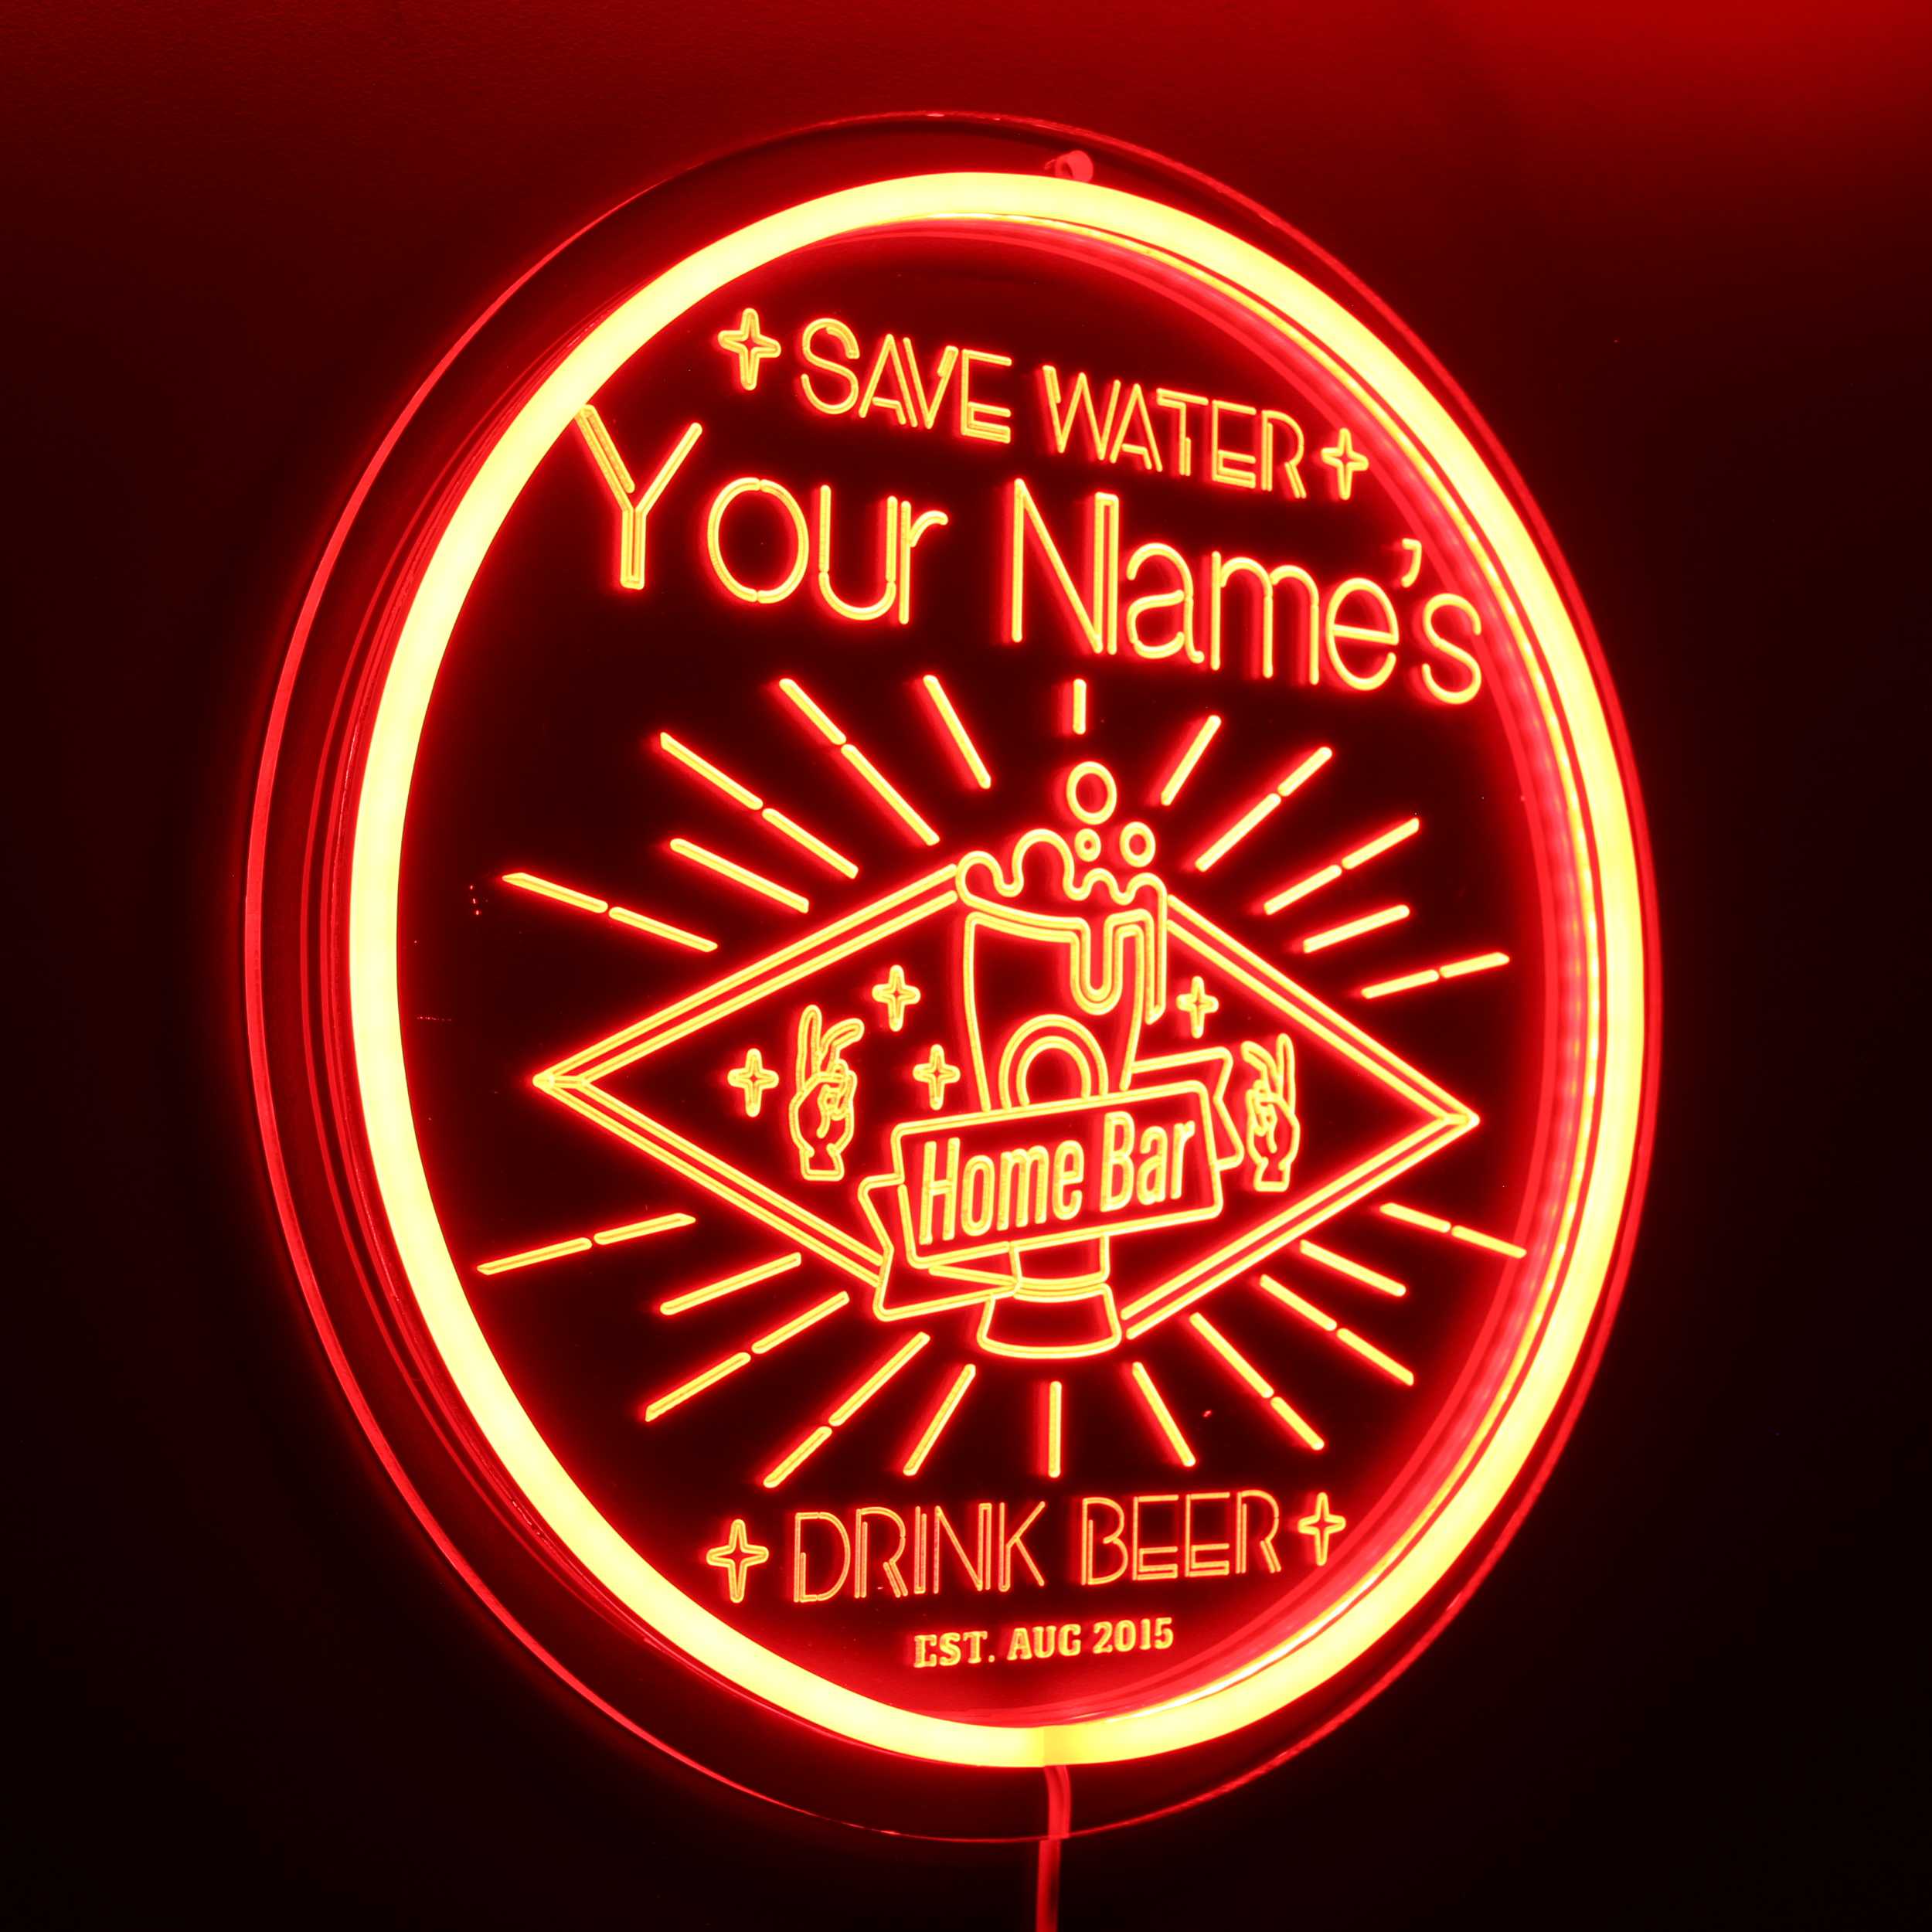 SAVE WATER
Your Name's
Home Bar
DRINK BEER
EST. AUG 2015